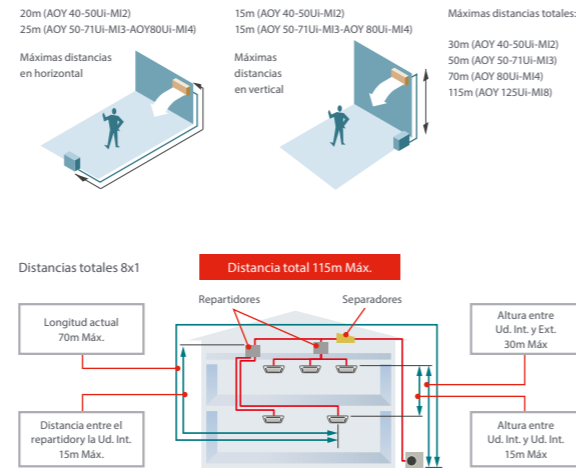 20m (AOY 40-50Ui-MI2)
25m (AOY 50-71Ui-MI3-AOY80Ui-MI4)
Máximas distancias
en horizontal
15m (AOY 40-50Ui-MI2)
15m (AOY 50-71Ui-MI3-AOY 80Ui-MI4)
Máximas
distancias
en vertical
Máximas distancias totales:
30m (AOY 40-50Ui-MI2)
50m (AOY 50-71Ui-MI3)
70m (AOY 80Ui-MI4)
115m (AOY 125Ui-MI8)
Distancias totales 8x1
Distancia total 115m Máx.
Repartidores
Separadores
Longitud actual
70m Máx.
Distancia entre el
repartidory la Ud. Int.
15m Máx.
Altura entre
Ud. Int. y Ext.
30m Máx
Altura entre
Ud. Int. y Ud. Int.
15m Máx